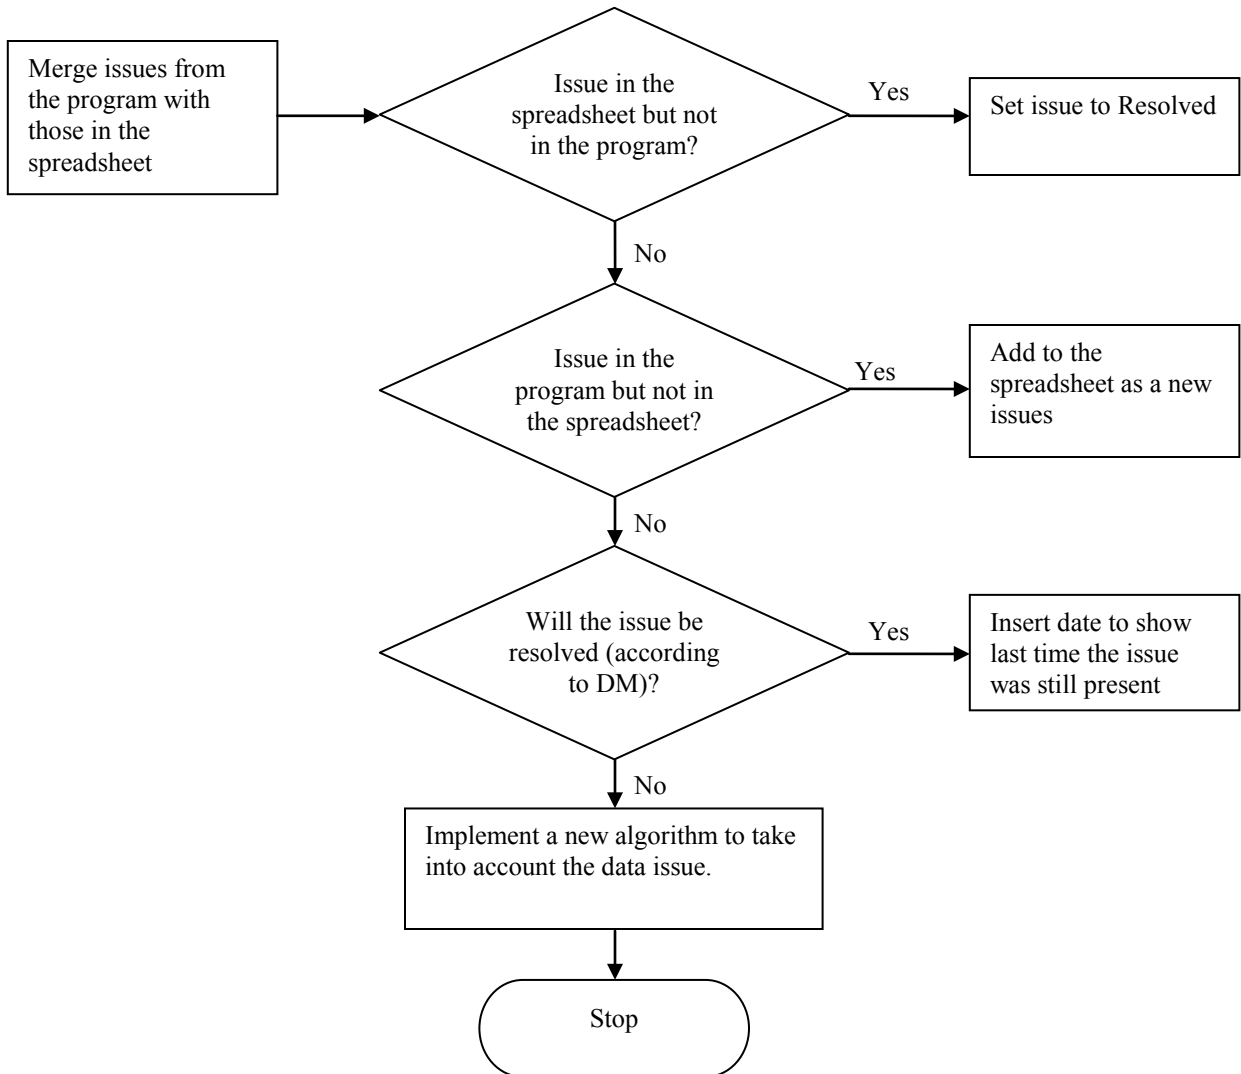 Merge issues from
the program with
those in the
spreadsheet
Issue in the
spreadsheet but not
in the program?
Yes
Set issue to Resolved
No
Issue in the
program but not in
the spreadsheet?
Yes
Add to the
spreadsheet as a new
issues
No
Will the issue be
resolved (according
to DM)?
Yes
Insert date to show
last time the issue
was still present
No
Implement a new algorithm to take
into account the data issue.
Stop